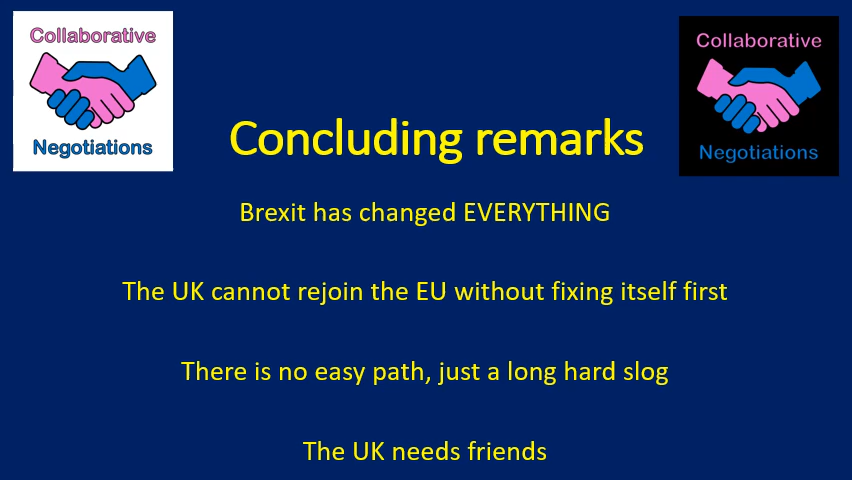 Collaborative
Negotiations
Collaborative
Negotiations
Concluding remarks
Brexit has changed EVERYTHING
The UK cannot rejoin the EU without fixing itself first
There is no easy path, just a long hard slog
The UK needs friends